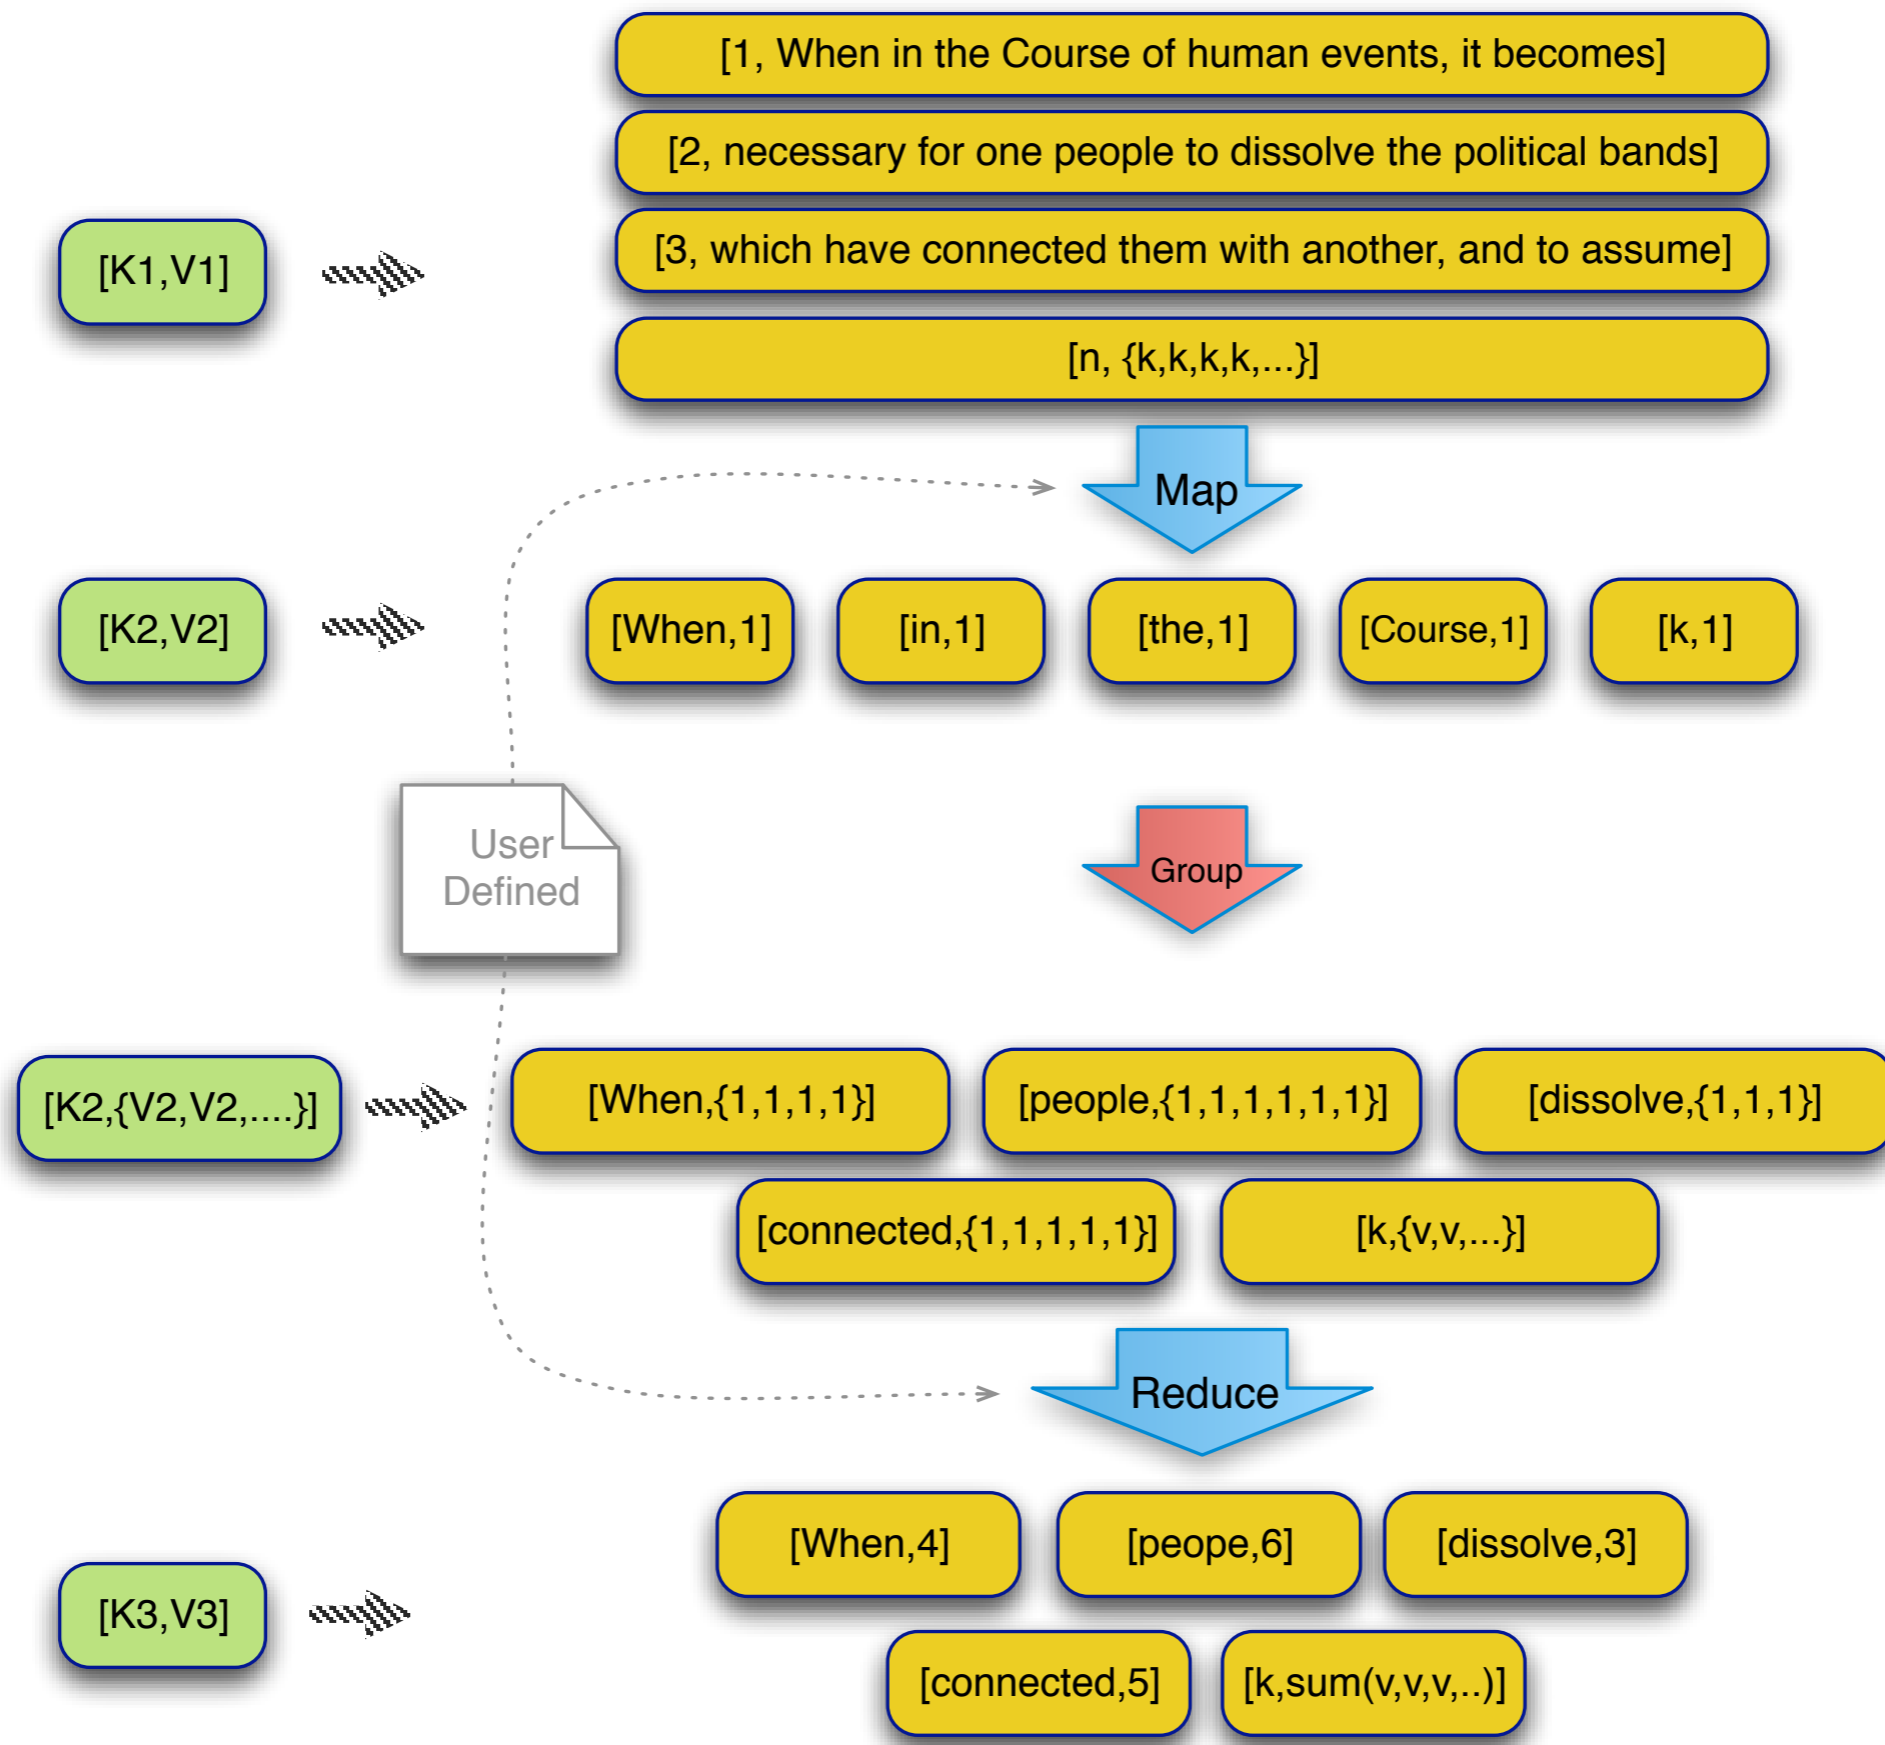 [1, When in the Course of human events, it becomes]
[2, necessary for one people to dissolve the political bands]
[K1,V1]
[3, which have connected them with another, and to assume]
[n, {k,k,k,k,...}]
Map
[K2,V2]
[When,1]
[in,1]
[the,1]
[Course,1]
[k,1]
User
Defined
Group
[K2,{V2,V2,....}]
[When,{1,1,1,1}]
[people,{1,1,1,1,1,1}]
[dissolve,{1,1,1}]
[connected,{1,1,1,1,1}]
[k,{v,v,...}]
Reduce
[K3,V3]
[When,4]
[peope,6]
[dissolve,3]
[connected,5]
[k,sum(v,v,v,..)]